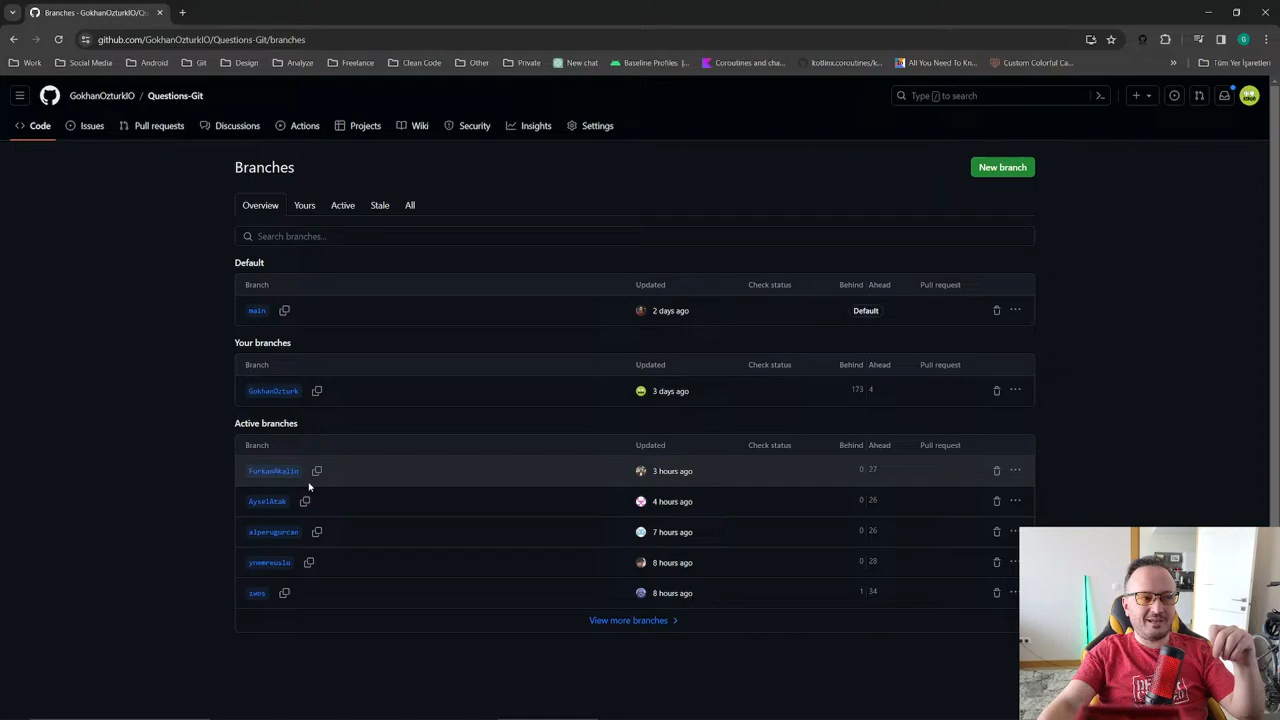 Branches - GokhanOzturkIO/Qu
github.com/GokhanOzturkIO/Questions-Git/branches
Work Social Media Android Git Design Analyze Freelance Clean Code Other Private New chat Baseline Profiles |... Coroutines and cha... kotlinx.coroutines/k... All You Need To Kn... Custom Colorful Ca... » Tüm Yer İşaretleri
GokhanOzturkIO / Questions-Git Type / to search
Code Issues Pull requests Discussions Actions Projects Wiki Security Insights Settings
Branches New branch
Overview Yours Active Stale All
Search branches...
Default
Branch Updated Check status Behind Ahead Pull request
main 2 days ago Default
Your branches
Branch Updated Check status Behind Ahead Pull request
GokhanOzturk 3 days ago 173 4
Active branches
Branch Updated Check status Behind Ahead Pull request
FurkanAkalin 3 hours ago 0 27
AyselAtak 4 hours ago 0 26
alperugurcan 7 hours ago 0 26
ynemreuslu 8 hours ago 0 28
zwos 8 hours ago 1 34
View more branches